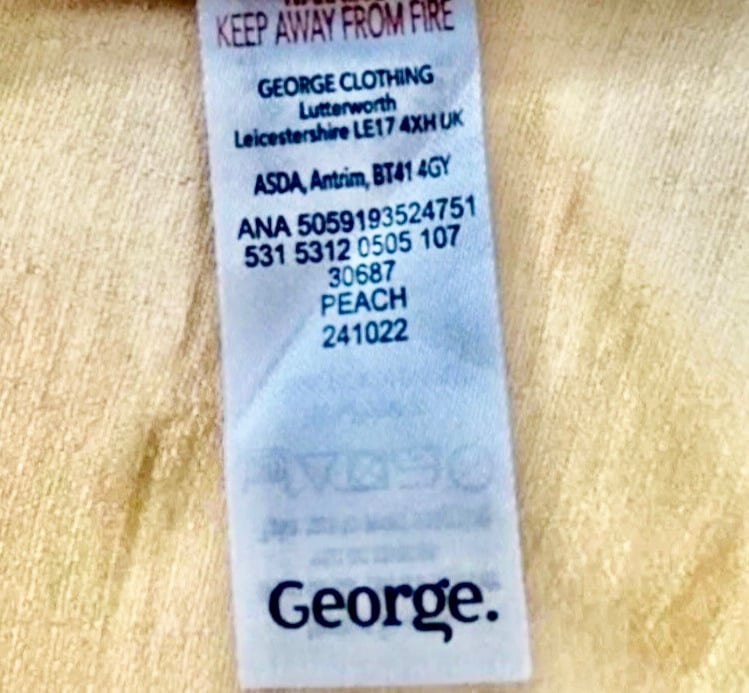 KEEP AWAY FROM FIRE
GEORGE CLOTHING
Lutterworth
Leicestershire LE17 4XH UK
ASDA, Antrim, BT41 4GY
ANA 5059193524751
531 5312 0505 107
30687
PEACH
241022
George.